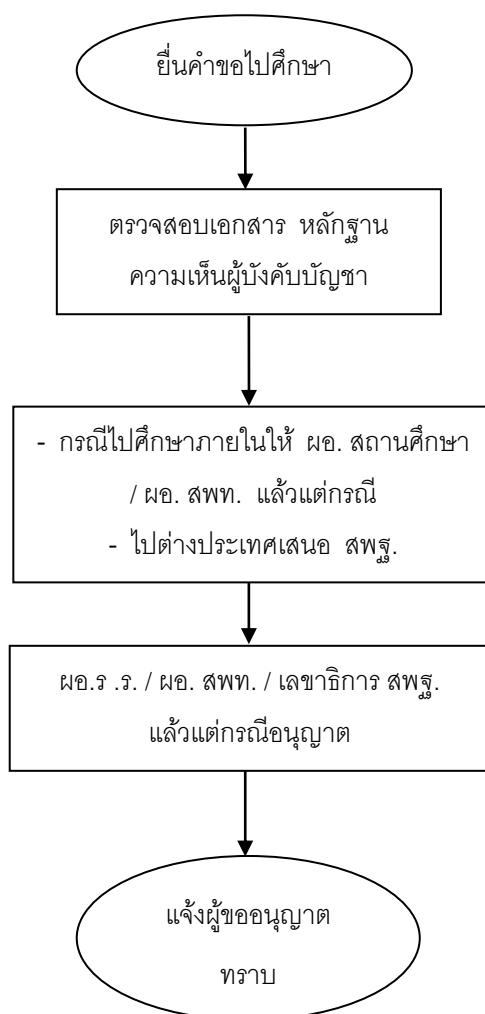 ยื่นคำขอไปศึกษา
ตรวจสอบเอกสาร หลักฐาน
ความเห็นผู้บังคับบัญชา
- กรณีไปศึกษาภายในให้ ผอ. สถานศึกษา
/ ผอ. สพท. แล้วแต่กรณี
- ไปต่างประเทศเสนอ สพฐ.
ผอ.ร .ร. / ผอ. สพท. / เลขาธิการ สพฐ.
แล้วแต่กรณีอนุญาต
แจ้งผู้ขออนุญาต
ทราบ